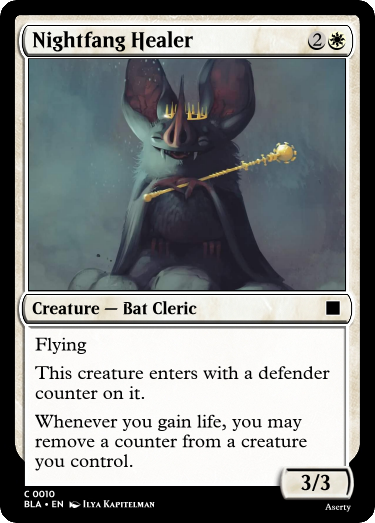 Nightfang Healer 2
Creature — Bat Cleric
Flying
This creature enters with a defender
counter on it.
Whenever you gain life, you may
remove a counter from a creature
you control.
3/3
C 0010
BLA • EN Ilya Kapitelman
Aserty